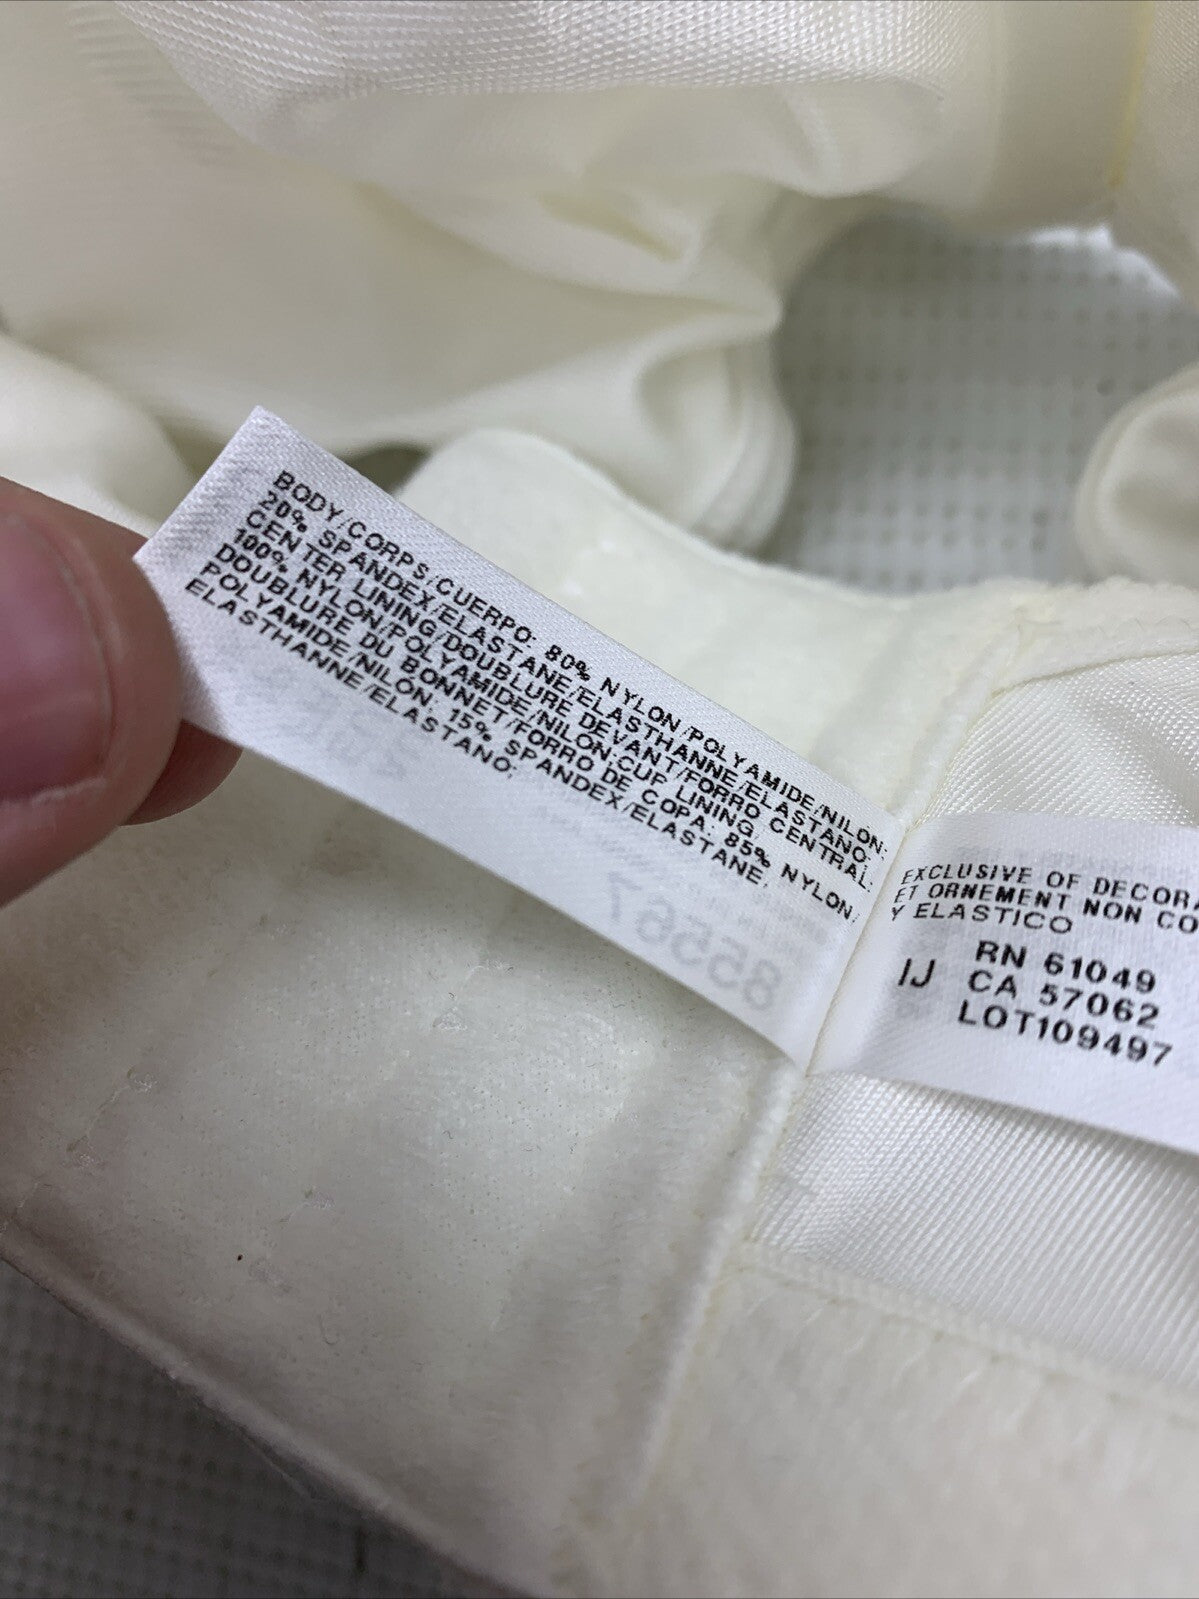 BODY/CORPS/CUERPO: 80% NYLON/POLYAMIDE/NILON:
20% SPANDEX/ELASTANE/ELASTHANNE/ELASTANO:
CENTER LINING/DOUBLURE DEVANT/FORRO CENTRAL:
100% NYLON/POLYAMIDE/NILON:CUP LINING,
DOUBLURE DU BONNET/FORRO DE COPA: 85% NYLON/
POLYAMIDE/NILON; 15% SPANDEX/ELASTANE,
ELASTHANNE/ELASTANO;
85567
EXCLUSIVE OF DECORA
ET ORNEMENT NON CO
Y ELASTICO
IJ
RN 61049
CA 57062
LOT109497